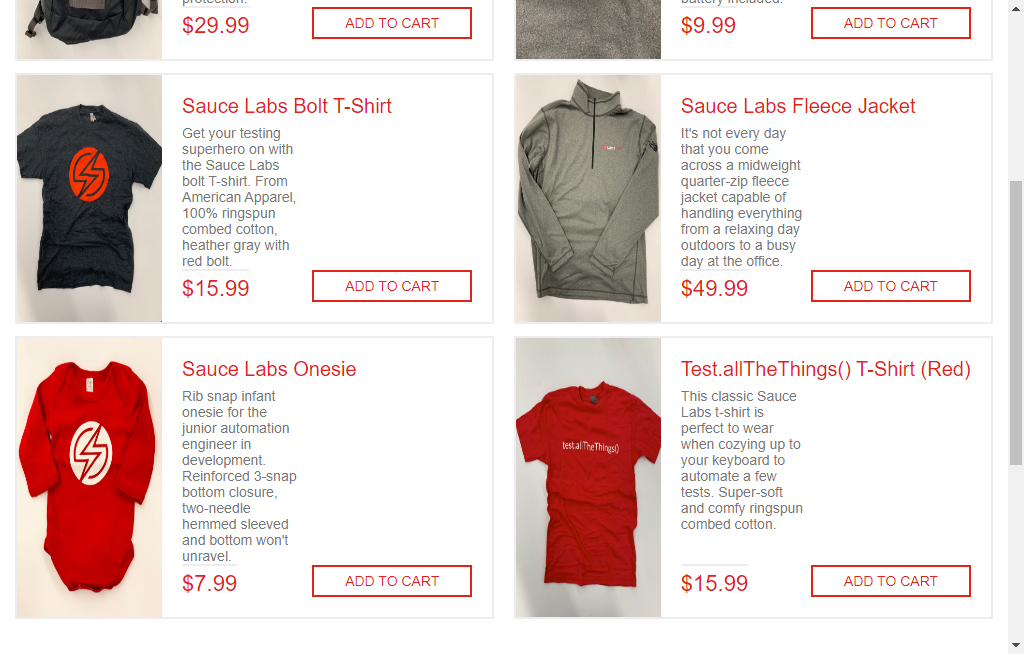 protection.
$29.99
ADD TO CART
battery included.
$9.99
ADD TO CART
Sauce Labs Bolt T-Shirt
Get your testing
superhero on with
the Sauce Labs
bolt T-shirt. From
American Apparel,
100% ringspun
combed cotton,
heather gray with
red bolt.
$15.99
ADD TO CART
Sauce Labs Fleece Jacket
It's not every day
that you come
across a midweight
quarter-zip fleece
jacket capable of
handling everything
from a relaxing day
outdoors to a busy
day at the office.
$49.99
ADD TO CART
Sauce Labs Onesie
Rib snap infant
onesie for the
junior automation
engineer in
development.
Reinforced 3-snap
bottom closure,
two-needle
hemmed sleeved
and bottom won't
unravel.
$7.99
ADD TO CART
test.allTheThings()
Test.allTheThings() T-Shirt (Red)
This classic Sauce
Labs t-shirt is
perfect to wear
when cozying up to
your keyboard to
automate a few
tests. Super-soft
and comfy ringspun
combed cotton.
$15.99
ADD TO CART